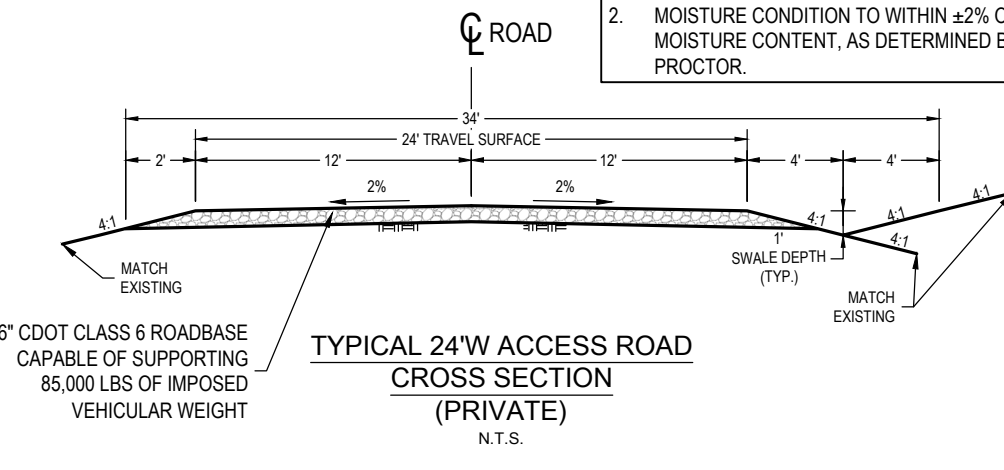 ℄ ROAD
2. MOISTURE CONDITION TO WITHIN ±2% O
MOISTURE CONTENT, AS DETERMINED B
PROCTOR.
34'
24' TRAVEL SURFACE
2' 12' 12' 4' 4'
2% 2%
4:1 4:1 4:1 4:1 4:1
MATCH
EXISTING
1'
SWALE DEPTH
(TYP.)
MATCH
EXISTING
6" CDOT CLASS 6 ROADBASE
CAPABLE OF SUPPORTING
85,000 LBS OF IMPOSED
VEHICULAR WEIGHT
TYPICAL 24'W ACCESS ROAD
CROSS SECTION
(PRIVATE)
N.T.S.